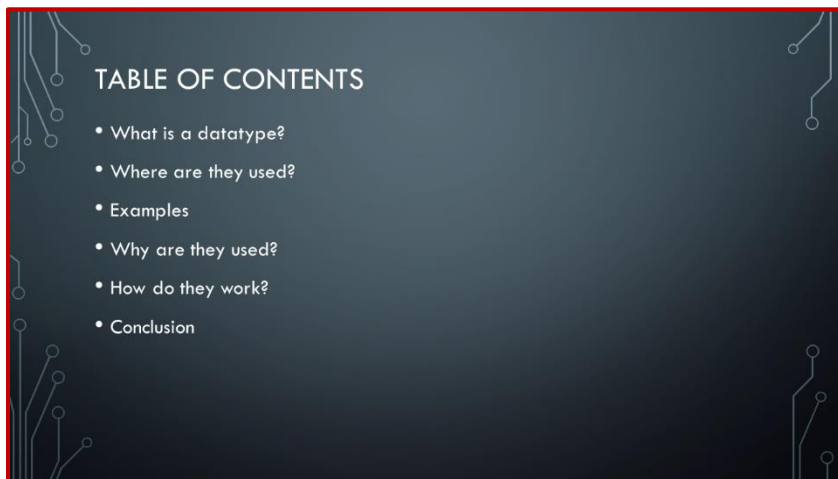 TABLE OF CONTENTS
• What is a datatype?
• Where are they used?
• Examples
• Why are they used?
• How do they work?
• Conclusion